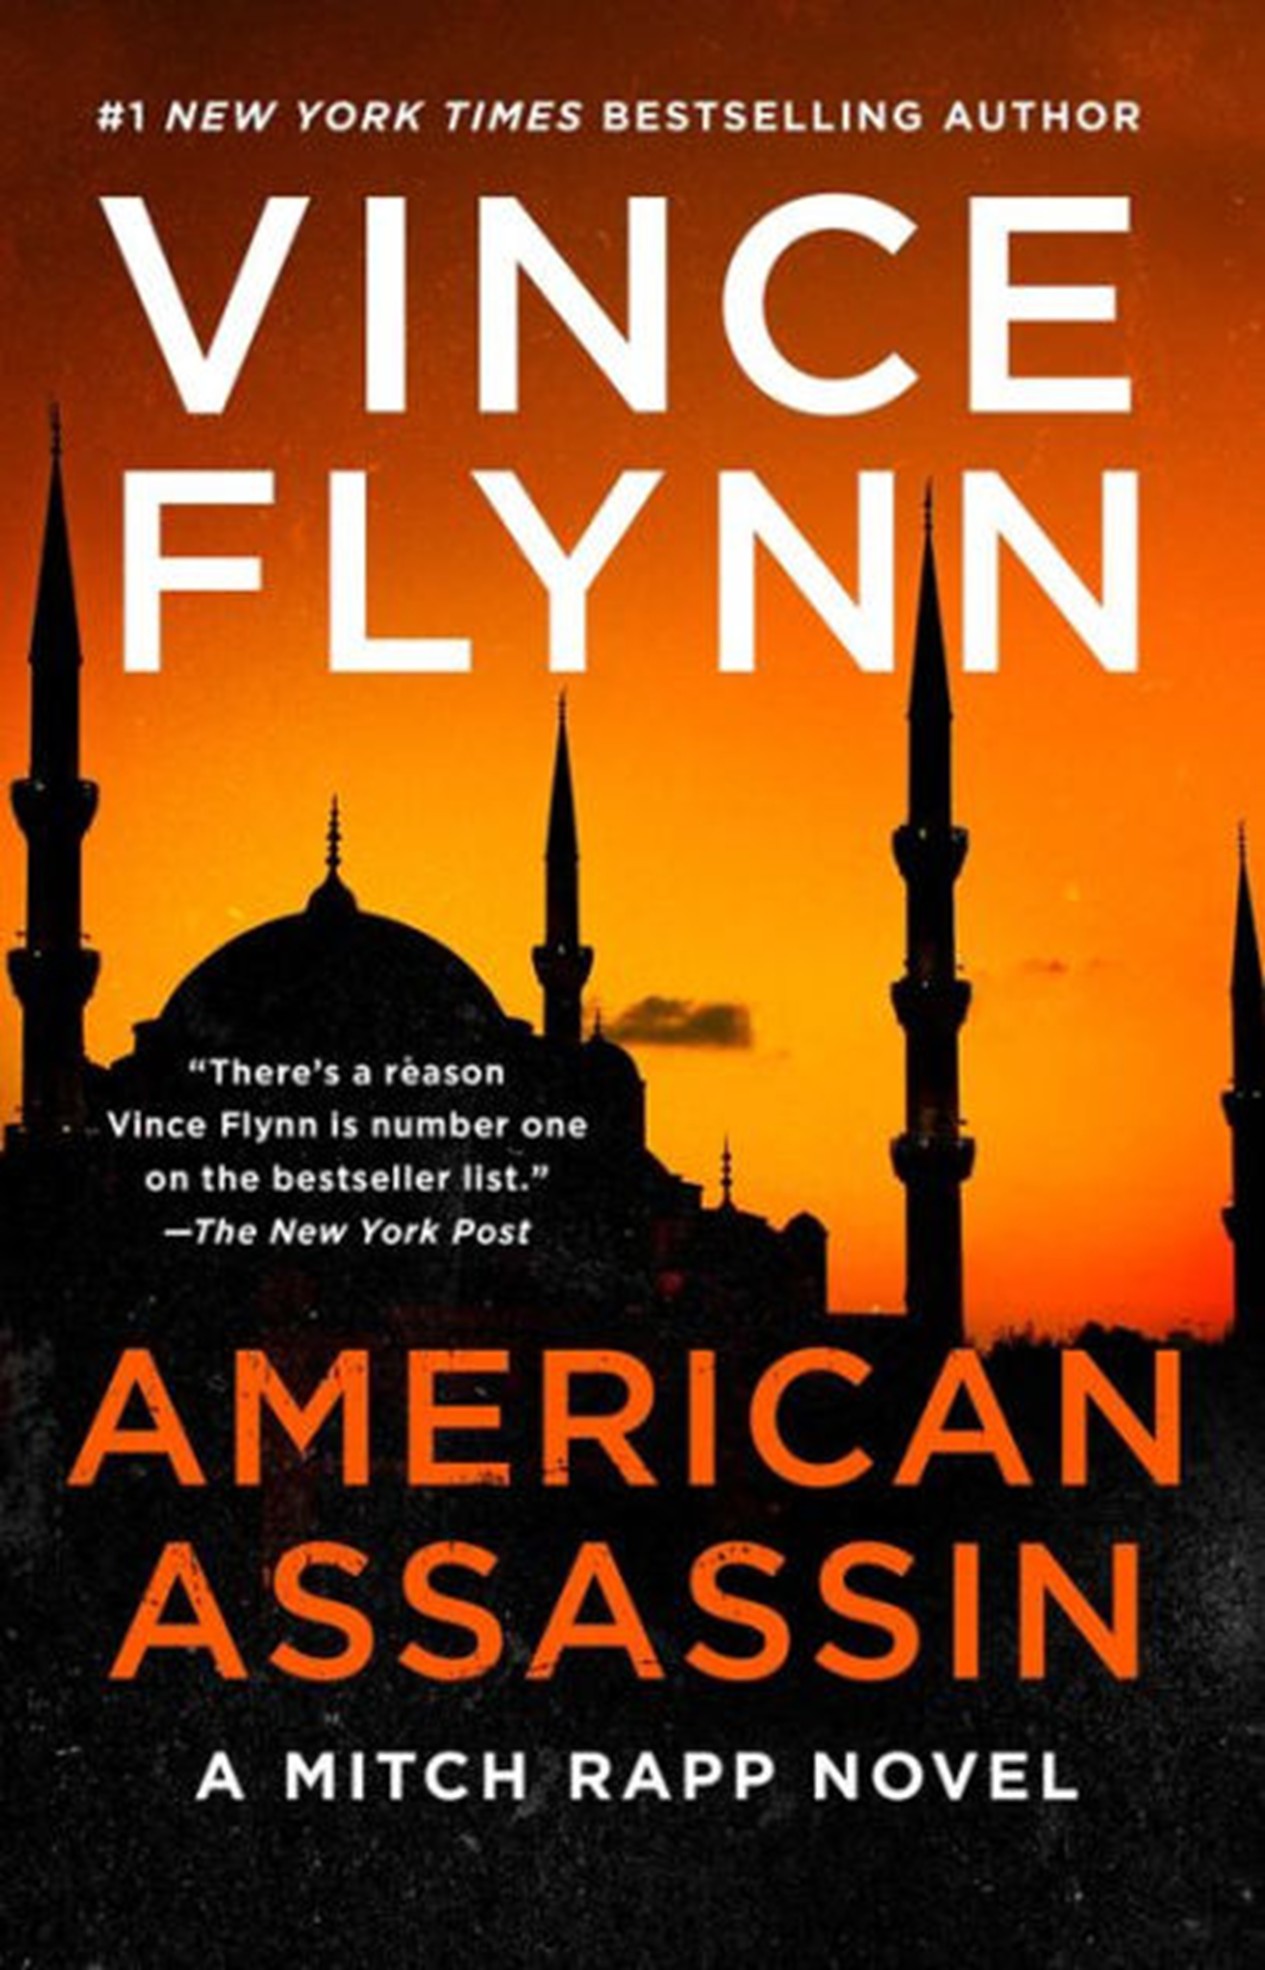 #1 NEW YORK TIMES BESTSELLING AUTHOR
VINCE
FLYNN
“There’s a reason
Vince Flynn is number one
on the bestseller list.”
—The New York Post
AMERICAN
ASSASSIN
A MITCH RAPP NOVEL